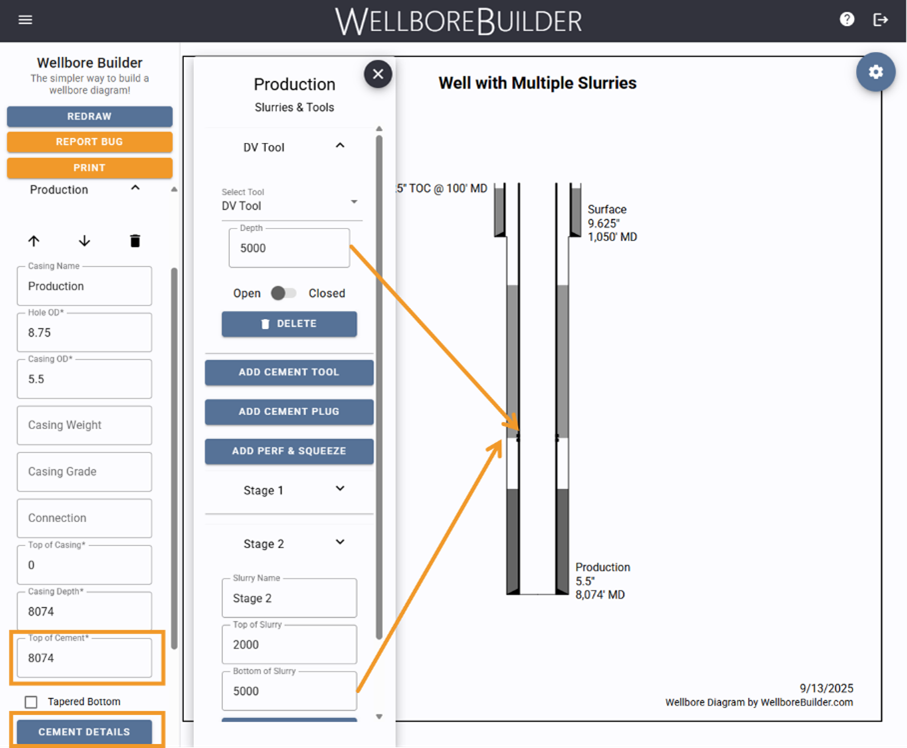 WELLBOREBUILDER
Wellbore Builder
The simpler way to build a
wellbore diagram!
REDRAW
REPORT BUG
PRINT
Production
Casing Name
Production
Hole OD*
8.75
Casing OD*
5.5
Casing Weight
Casing Grade
Connection
Top of Casing*
0
Casing Depth*
8074
Top of Cement*
8074
Tapered Bottom
CEMENT DETAILS
Production
Slurries & Tools
DV Tool
Select Tool
DV Tool
Depth
5000
Open Closed
DELETE
ADD CEMENT TOOL
ADD CEMENT PLUG
ADD PERF & SQUEEZE
Stage 1
Stage 2
Slurry Name
Stage 2
Top of Slurry
2000
Bottom of Slurry
5000
Well with Multiple Slurries
5" TOC @ 100' MD
Surface
9.625"
1,050' MD
Production
5.5"
8,074' MD
9/13/2025
Wellbore Diagram by WellboreBuilder.com